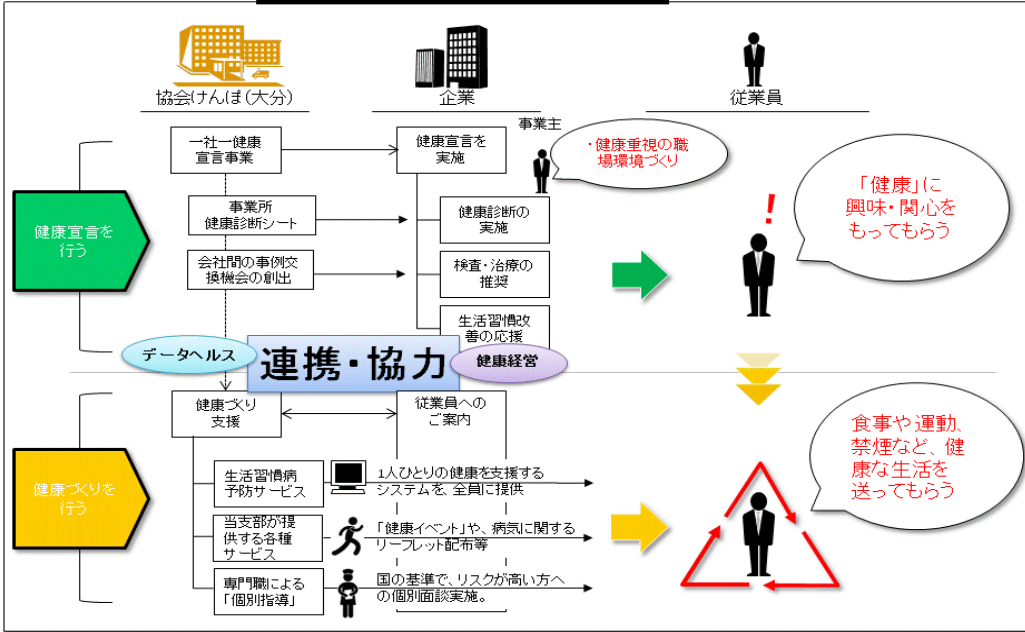 協会けんぽ(大分)
企業
従業員
事業主
一社一健康
宣言事業
健康宣言を
実施
・健康重視の職
場環境づくり
「健康」に
興味・関心を
もってもらう
!
健康宣言を
行う
事業所
健康診断シート
健康診断の
実施
会社間の事例交
換機会の創出
検査・治療の
推奨
生活習慣改
善の応援
データヘルス
連携・協力
健康経営
健康づくり
支援
従業員への
ご案内
食事や運動、
禁煙など、健
康な生活を
送ってもらう
健康づくりを
行う
生活習慣病
予防サービス
1人ひとりの健康を支援する
システムを、全員に提供
当支部が提
供する各種
サービス
「健康イベント」や、病気に関する
リーフレット配布等
専門職による
「個別指導」
国の基準で、リスクが高い方へ
の個別面談実施。